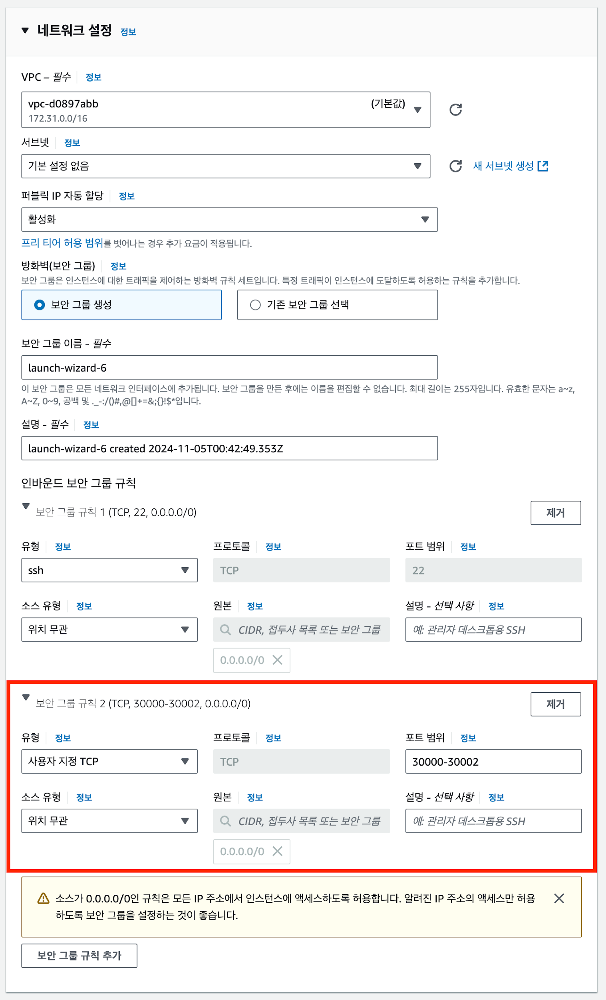 네트워크 설정 정보
VPC – 필수 정보
vpc-d0897abb (기본값)
172.31.0.0/16
서브넷 정보
기본 설정 없음 새 서브넷 생성
퍼블릭 IP 자동 할당 정보
활성화
프리 티어 허용 범위를 벗어나는 경우 추가 요금이 적용됩니다.
방화벽(보안 그룹) 정보
보안 그룹은 인스턴스에 대한 트래픽을 제어하는 방화벽 규칙 세트입니다. 특정 트래픽이 인스턴스에 도달하도록 허용하는 규칙을 추가합니다.
보안 그룹 생성 기존 보안 그룹 선택
보안 그룹 이름 - 필수
launch-wizard-6
이 보안 그룹은 모든 네트워크 인터페이스에 추가됩니다. 보안 그룹을 만든 후에는 이름을 편집할 수 없습니다. 최대 길이는 255자입니다. 유효한 문자는 a~z,
A~Z, 0~9, 공백 및 ._-:/()#,@[]+=&;{}!$*입니다.
설명 - 필수 정보
launch-wizard-6 created 2024-11-05T00:42:49.353Z
인바운드 보안 그룹 규칙
보안 그룹 규칙 1 (TCP, 22, 0.0.0.0/0) 제거
유형 정보 프로토콜 정보 포트 범위 정보
ssh TCP 22
소스 유형 정보 원본 정보 설명 - 선택 사항 정보
위치 무관 CIDR, 접두사 목록 또는 보안 그룹 예: 관리자 데스크톱용 SSH
0.0.0.0/0
보안 그룹 규칙 2 (TCP, 30000-30002, 0.0.0.0/0) 제거
유형 정보 프로토콜 정보 포트 범위 정보
사용자 지정 TCP TCP 30000-30002
소스 유형 정보 원본 정보 설명 - 선택 사항 정보
위치 무관 CIDR, 접두사 목록 또는 보안 그룹 예: 관리자 데스크톱용 SSH
0.0.0.0/0
소스가 0.0.0.0/0인 규칙은 모든 IP 주소에서 인스턴스에 액세스하도록 허용합니다. 알려진 IP 주소의 액세스만 허용
하도록 보안 그룹을 설정하는 것이 좋습니다.
보안 그룹 규칙 추가